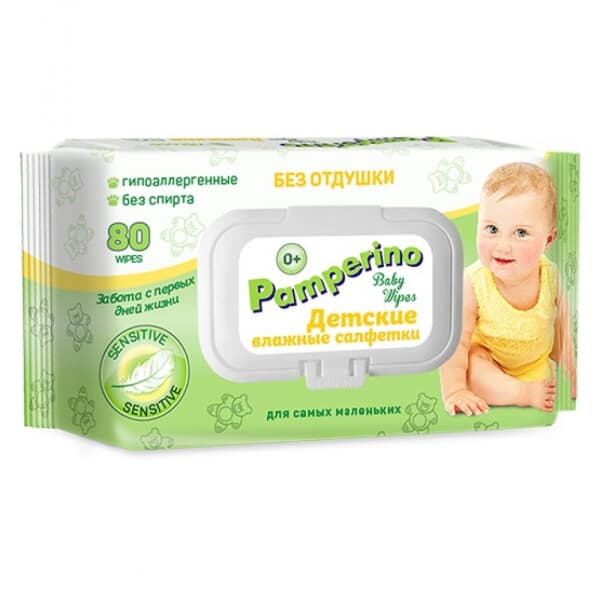 гипоаллергенные
без спирта
БЕЗ ОТДУШКИ
80
WIPES
Забота с первых
дней жизни
SENSITIVE
SENSITIVE
0+
Pamperino
Baby
Wipes
Детские
влажные салфетки
для самых маленьких